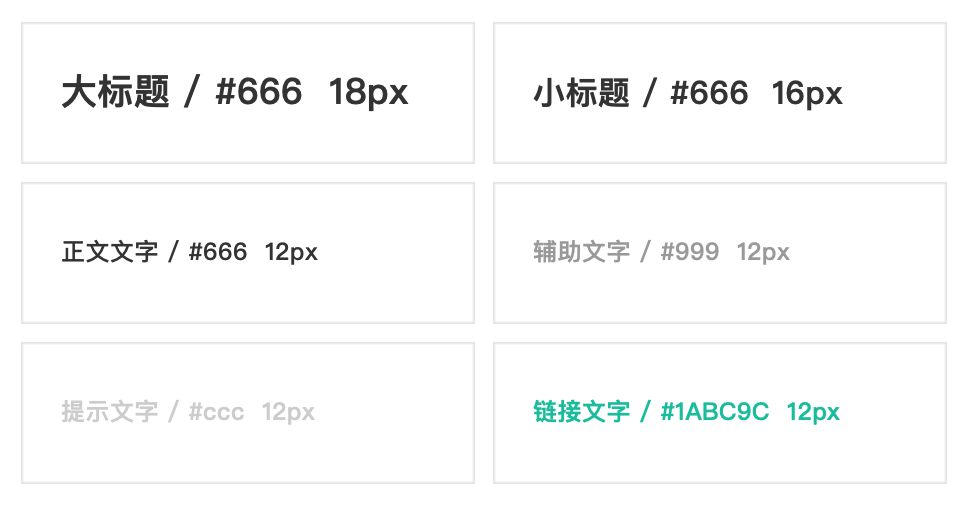 大标题 / #666  18px
小标题 / #666  16px
正文文字 / #666  12px
辅助文字 / #999  12px
提示文字 / #ccc  12px
链接文字 / #1ABC9C  12px